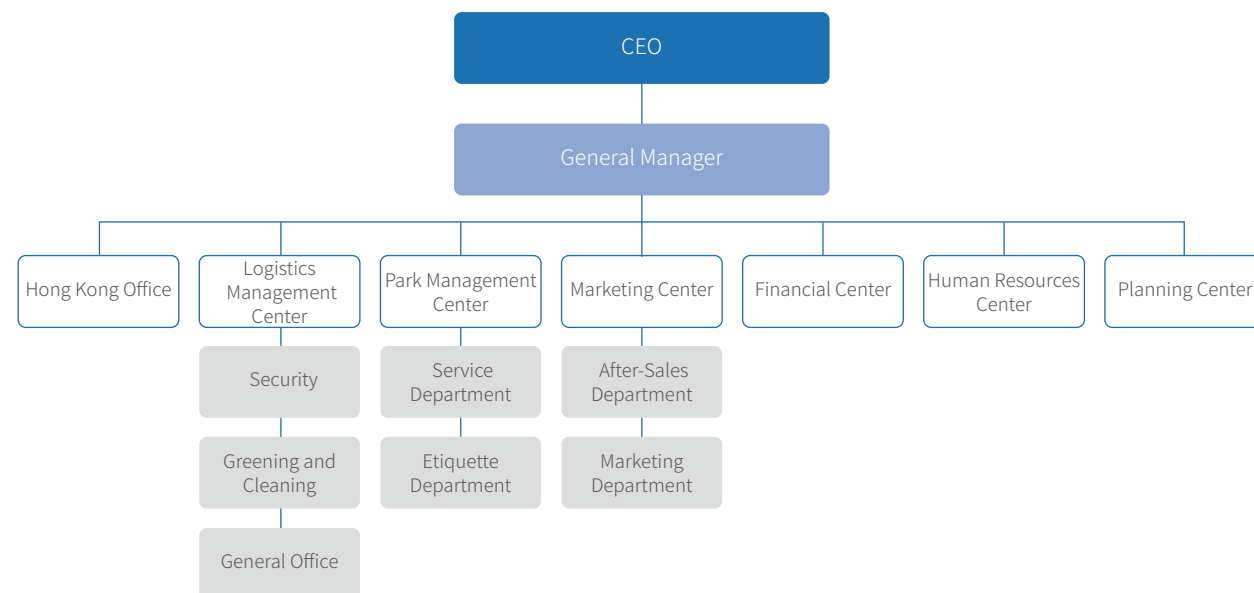 CEO
General Manager
Hong Kong Office
Logistics
Management
Center
Park Management
Center
Marketing Center
Financial Center
Human Resources
Center
Planning Center
Security
Service
Department
After-Sales
Department
Greening and
Cleaning
Etiquette
Department
Marketing
Department
General Office